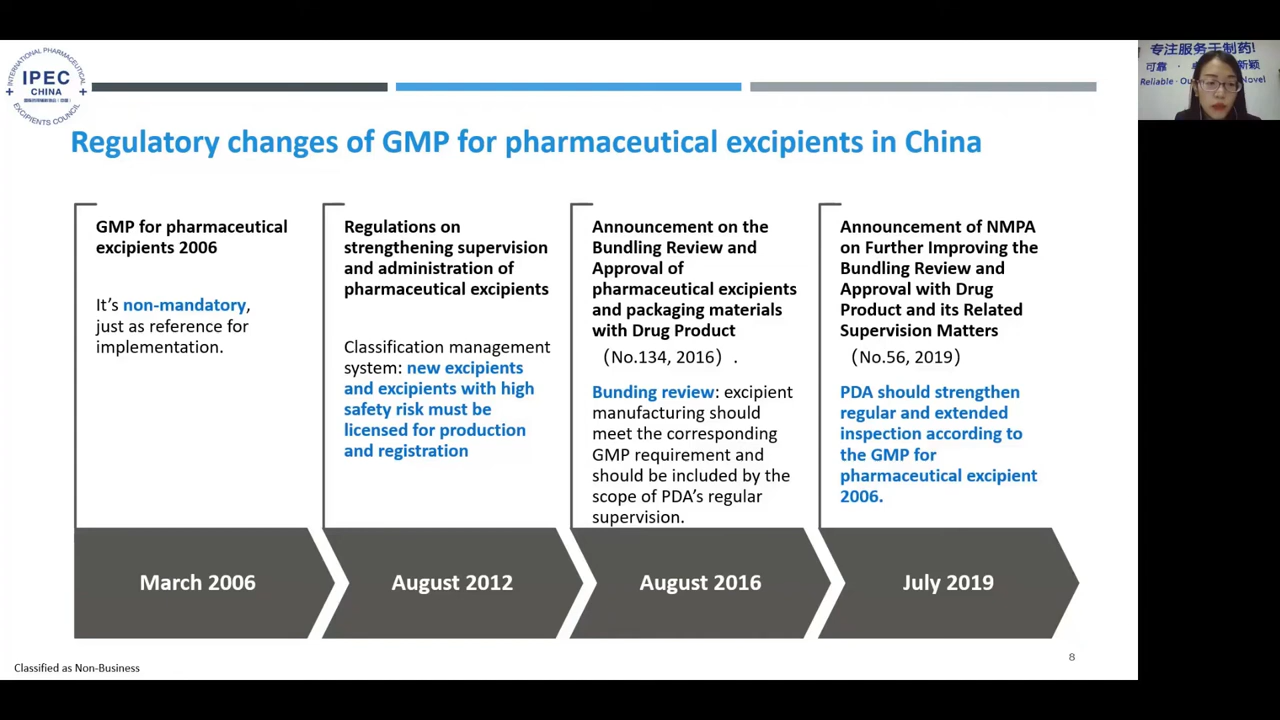 INTERNATIONAL PHARMACEUTICAL
IPEC
CHINA
EXCIPIENTS COUNCIL
专注服务于制药!
可靠 ·
新颖
Reliable
Novel
Regulatory changes of GMP for pharmaceutical excipients in China
GMP for pharmaceutical
excipients 2006
It’s non-mandatory,
just as reference for
implementation.
March 2006
Regulations on
strengthening supervision
and administration of
pharmaceutical excipients
Classification management
system: new excipients
and excipients with high
safety risk must be
licensed for production
and registration
August 2012
Announcement on the
Bundling Review and
Approval of
pharmaceutical excipients
and packaging materials
with Drug Product
（No.134, 2016）.
Bunding review: excipient
manufacturing should
meet the corresponding
GMP requirement and
should be included by the
scope of PDA’s regular
supervision.
August 2016
Announcement of NMPA
on Further Improving the
Bundling Review and
Approval with Drug
Product and its Related
Supervision Matters
（No.56, 2019）
PDA should strengthen
regular and extended
inspection according to
the GMP for
pharmaceutical excipient
2006.
July 2019
8
Classified as Non-Business